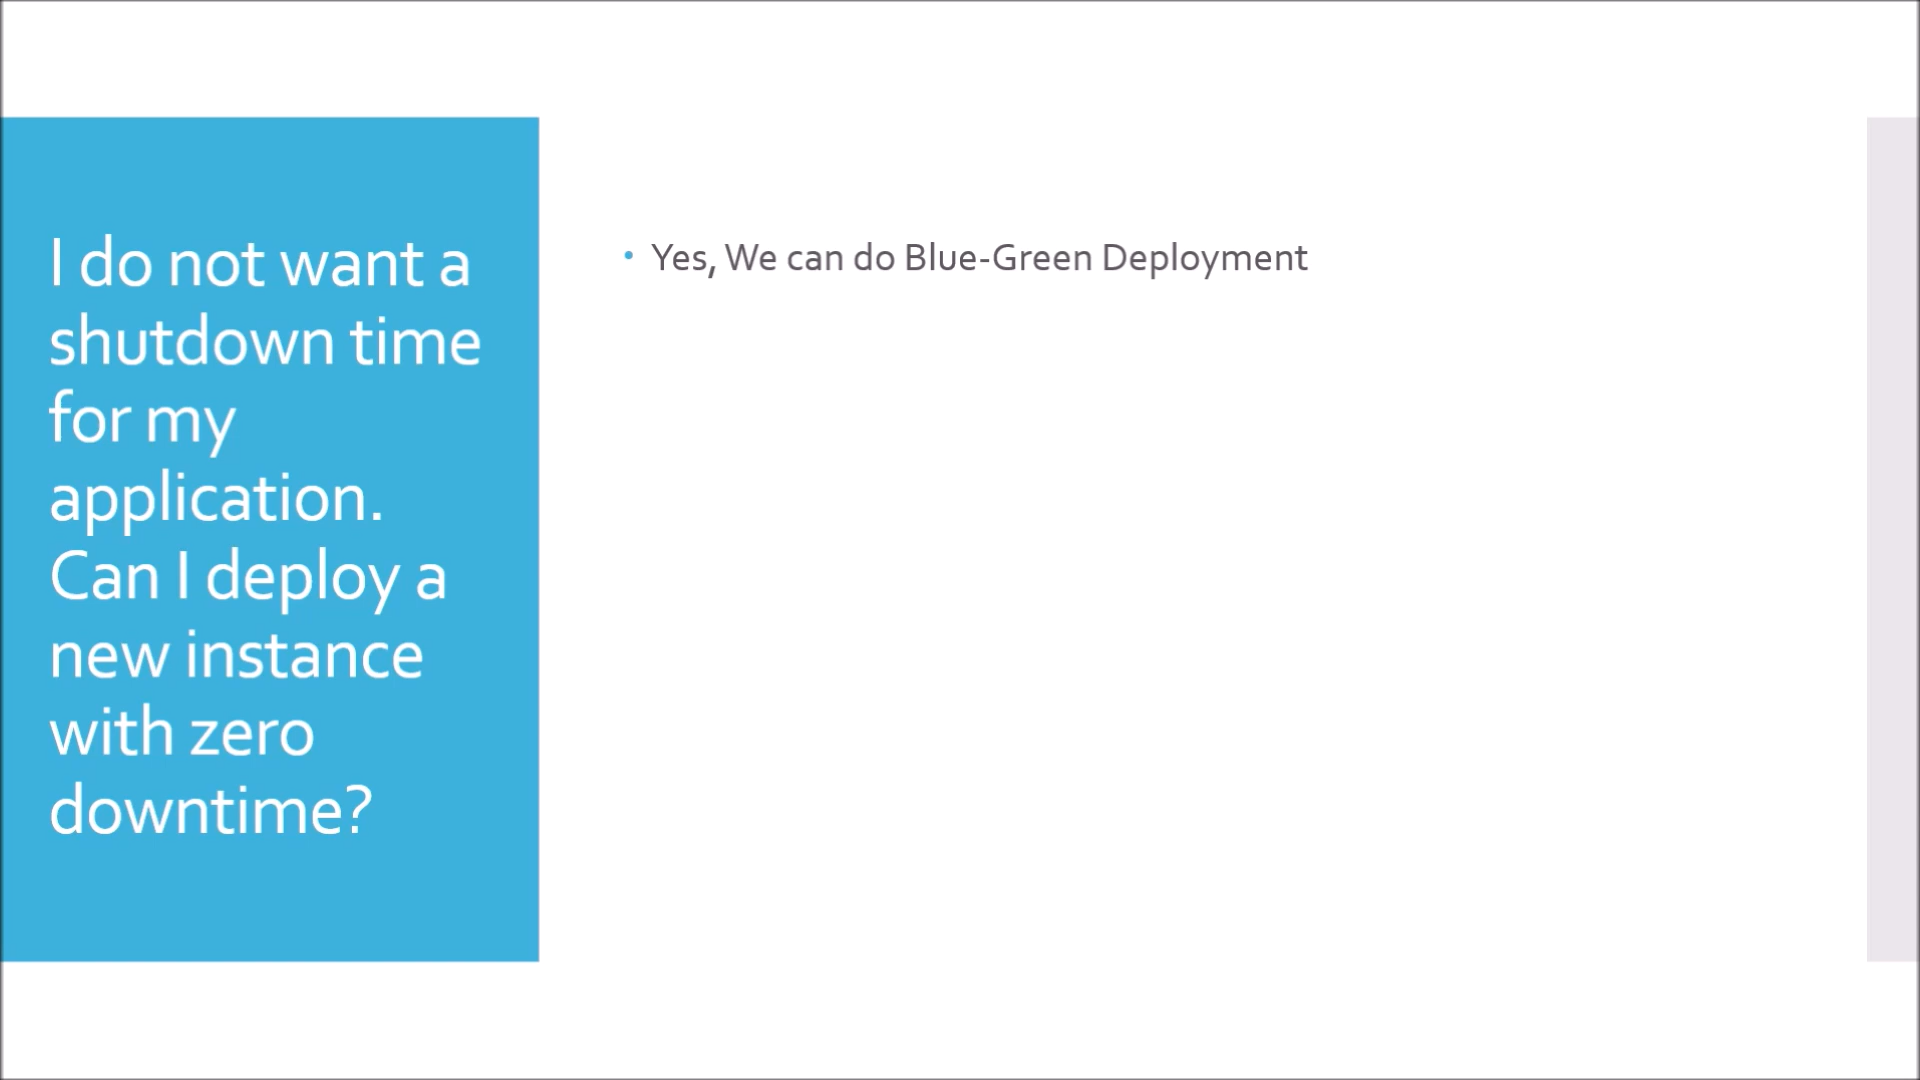 I do not want a
shutdown time
for my
application.
Can I deploy a
new instance
with zero
downtime?
• Yes, We can do Blue-Green Deployment